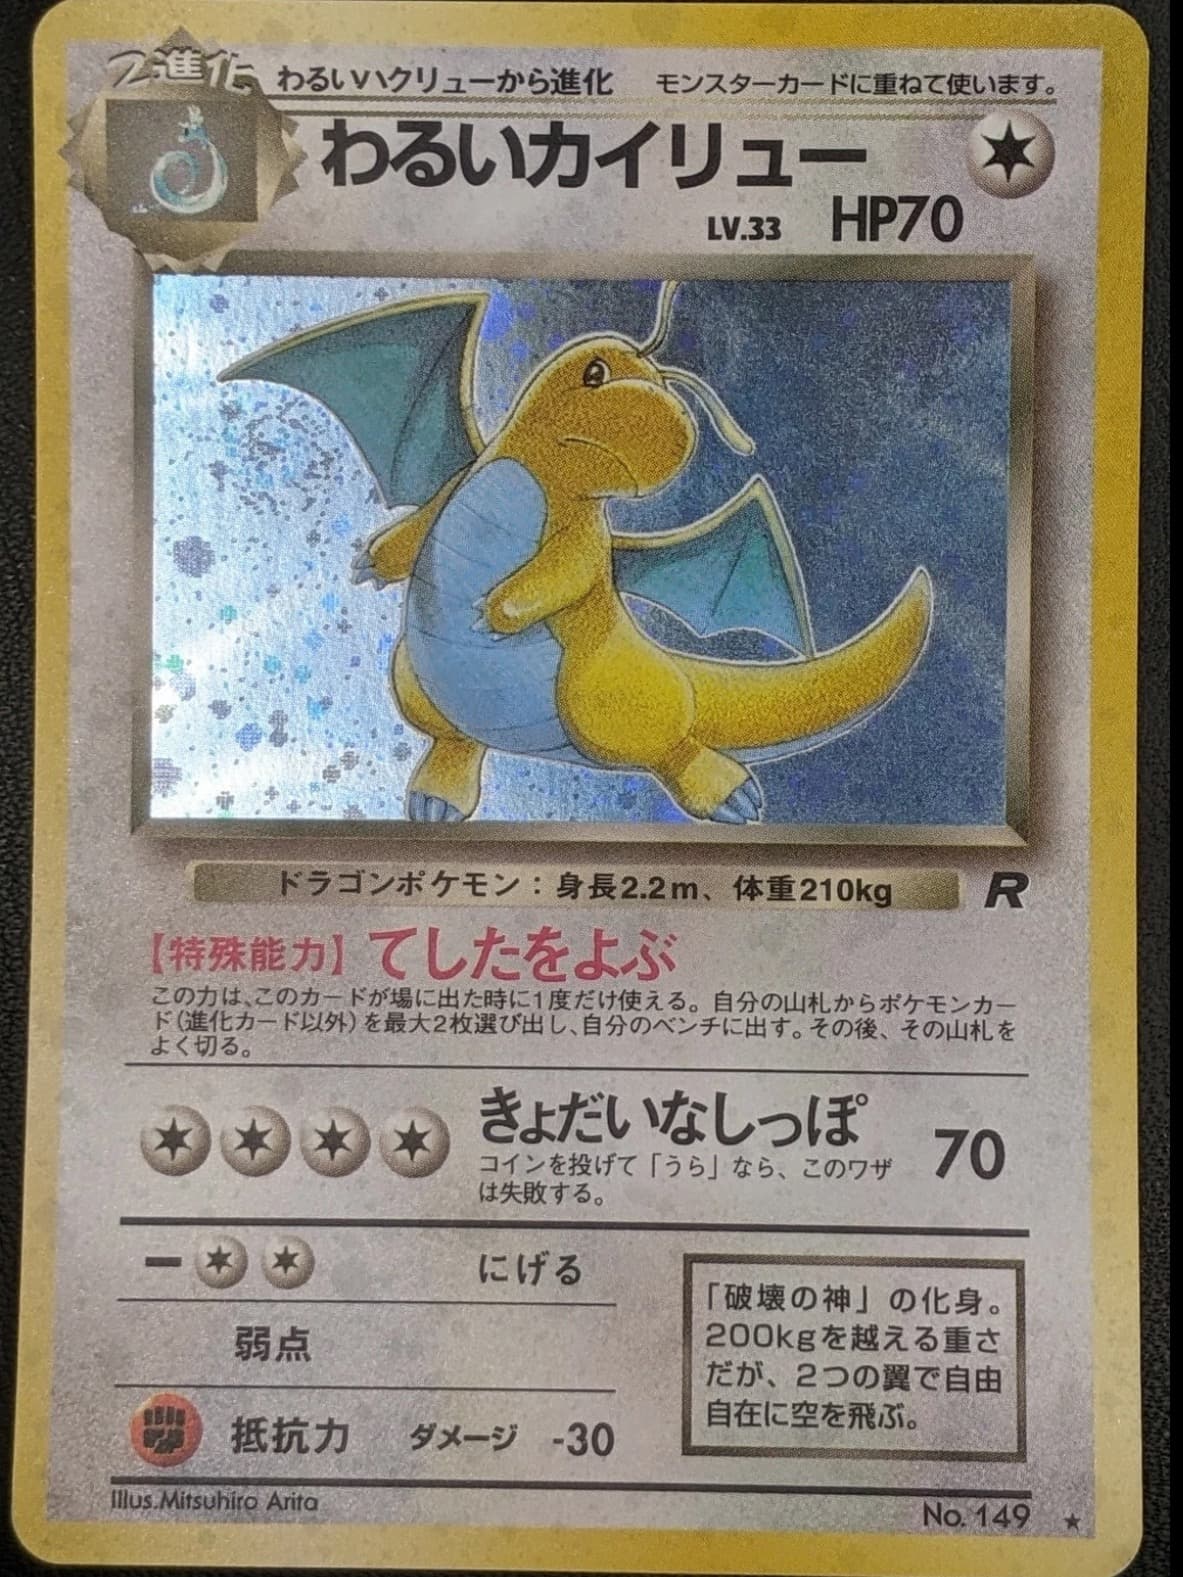 2進化 わるいハクリューから進化 モンスターカードに重ねて使います。
わるいカイリュー
LV.33 HP70
ドラゴンポケモン：身長2.2m、体重210kg R
【特殊能力】てしたをよぶ
この力は、このカードが場に出た時に1度だけ使える。自分の山札からポケモンカー
ド(進化カード以外)を最大2枚選び出し、自分のベンチに出す。その後、その山札を
よく切る。
きょだいなしっぽ 70
コインを投げて「うら」なら、このワザ
は失敗する。
− にげる
弱点
抵抗力 ダメージ -30
「破壊の神」の化身。
200kgを越える重さ
だが、2つの翼で自由
自在に空を飛ぶ。
Illus.Mitsuhiro Arita
No. 149 ★